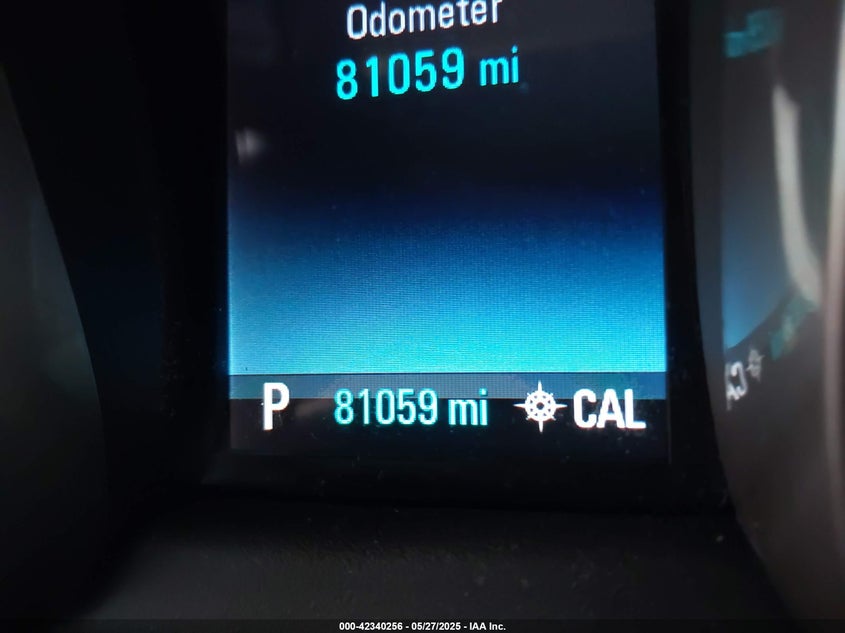 Odometer
81059 mi
P 81059 mi CAL
000-42340256 - 05/27/2025 - IAA Inc.